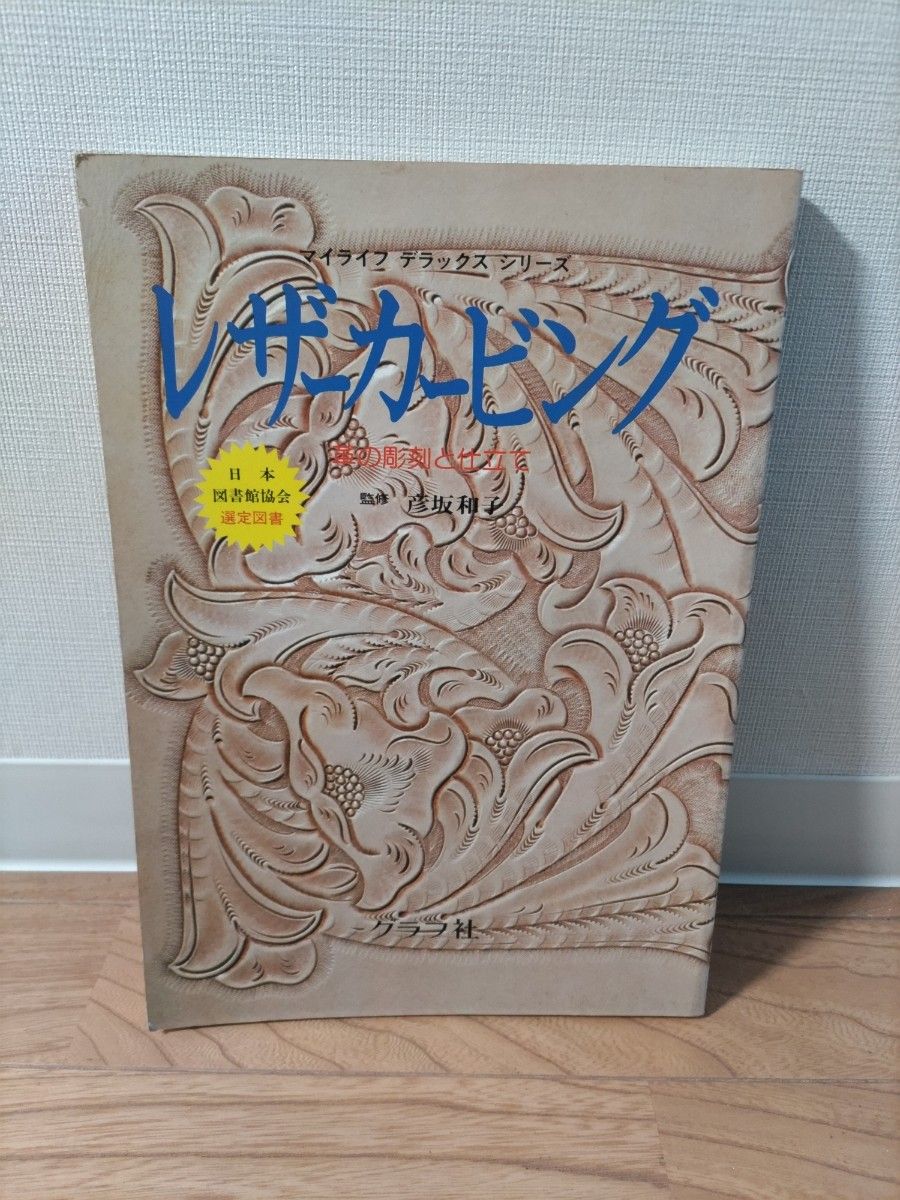 マイライフ デラックス シリーズ
レザーカービング
革の彫刻と仕立て
監修 彦坂和子
日本
図書館協会
選定図書
グラフ社